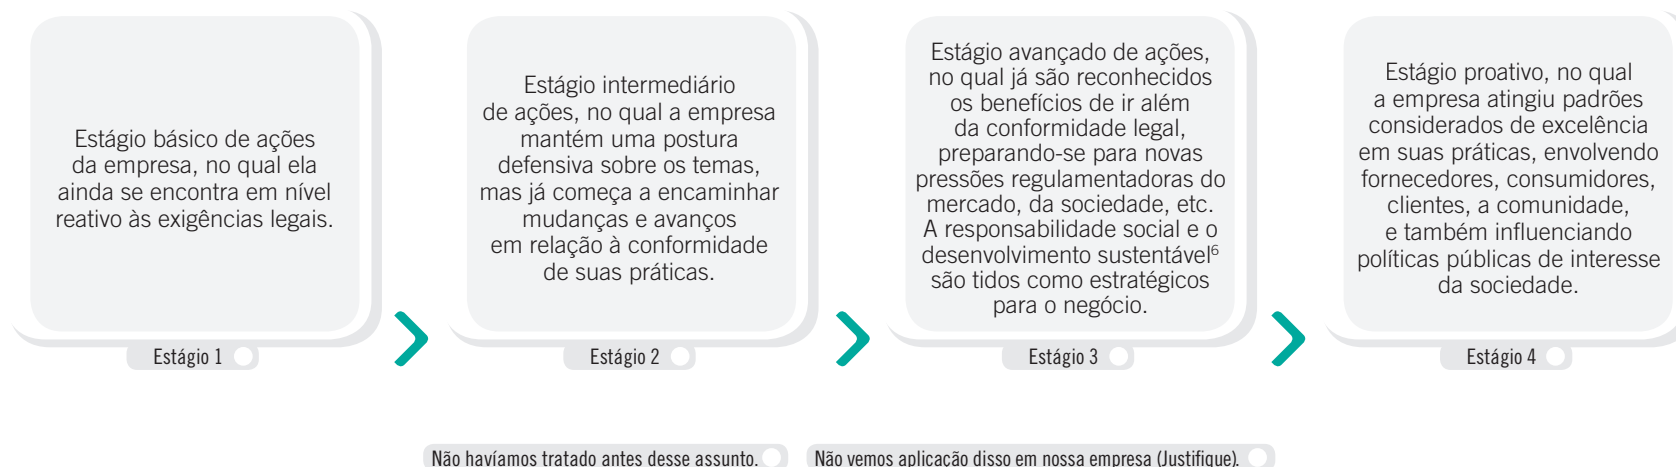 Estágio básico de ações
da empresa, no qual ela
ainda se encontra em nível
reativo às exigências legais.
Estágio 1
Estágio intermediário
de ações, no qual a empresa
mantém uma postura
defensiva sobre os temas,
mas já começa a encaminhar
mudanças e avanços
em relação à conformidade
de suas práticas.
Estágio 2
Estágio avançado de ações,
no qual já são reconhecidos
os benefícios de ir além
da conformidade legal,
preparando-se para novas
pressões regulamentadoras do
mercado, da sociedade, etc.
A responsabilidade social e o
desenvolvimento sustentável⁶
são tidos como estratégicos
para o negócio.
Estágio 3
Estágio proativo, no qual
a empresa atingiu padrões
considerados de excelência
em suas práticas, envolvendo
fornecedores, consumidores,
clientes, a comunidade,
e também influenciando
políticas públicas de interesse
da sociedade.
Estágio 4
Não havíamos tratado antes desse assunto.
Não vemos aplicação disso em nossa empresa (Justifique).